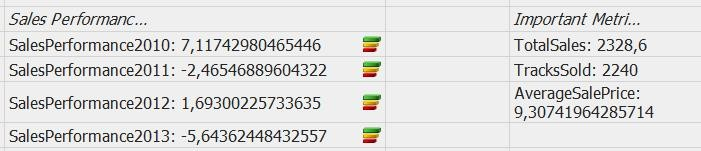 Sales Performanc...
Important Metri...
SalesPerformance2010: 7,11742980465446
TotalSales: 2328,6
SalesPerformance2011: -2,46546889604322
TracksSold: 2240
SalesPerformance2012: 1,69300225733635
AverageSalePrice:
9,30741964285714
SalesPerformance2013: -5,64362448432557